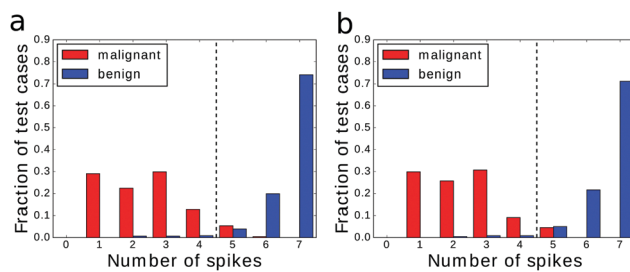 a
0.9
0.8
0.7
0.6
0.5
0.4
0.3
0.2
0.1
0.0
Fraction of test cases
malignant
benign
0 1 2 3 4 5 6 7
Number of spikes
b
0.9
0.8
0.7
0.6
0.5
0.4
0.3
0.2
0.1
0.0
Fraction of test cases
malignant
benign
0 1 2 3 4 5 6 7
Number of spikes